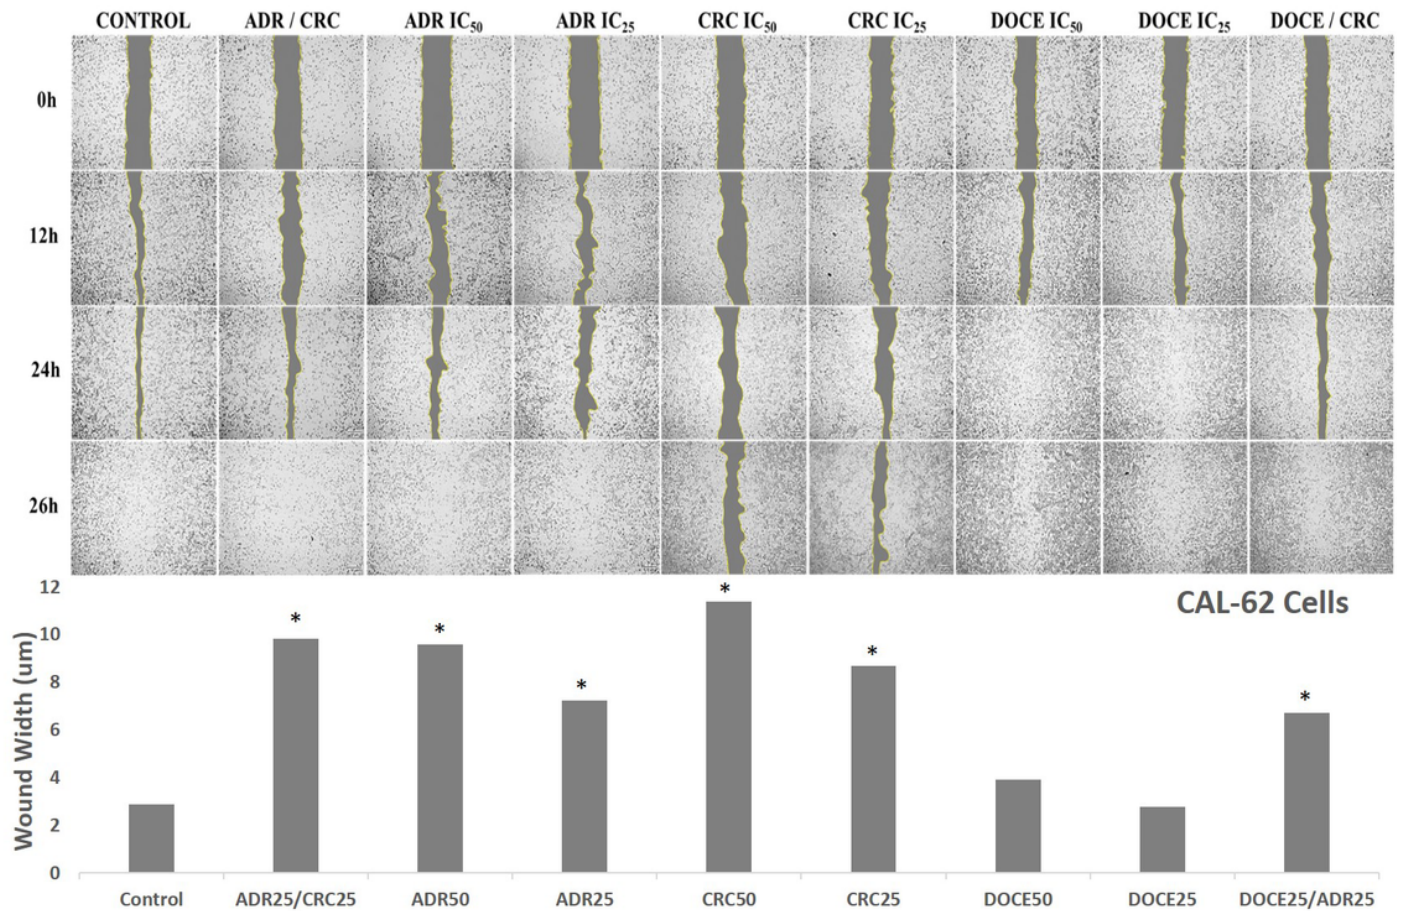 CONTROL ADR / CRC ADR IC50 ADR IC25 CRC IC50 CRC IC25 DOCE IC50 DOCE IC25 DOCE / CRC
0h
12h
24h
26h
CAL-62 Cells
Wound Width (um)
12
10
8
6
4
2
0
* * * * * *
Control ADR25/CRC25 ADR50 ADR25 CRC50 CRC25 DOCE50 DOCE25 DOCE25/ADR25